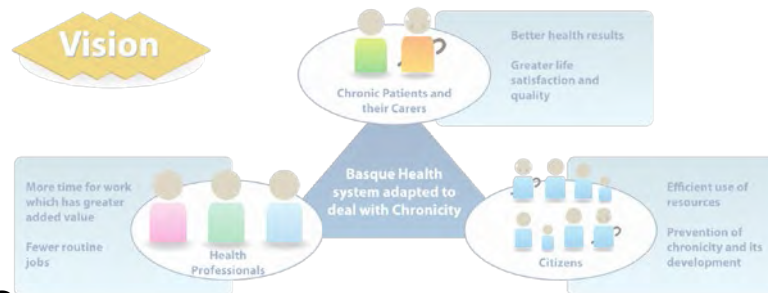 Vision
Better health results
Greater life
satisfaction and
quality
Chronic Patients and
their Carers
More time for work
which has greater
added value
Fewer routine
jobs
Health
Professionals
Basque Health
system adapted to
deal with Chronicity
Citizens
Efficient use of
resources
Prevention of
chronicity and its
development